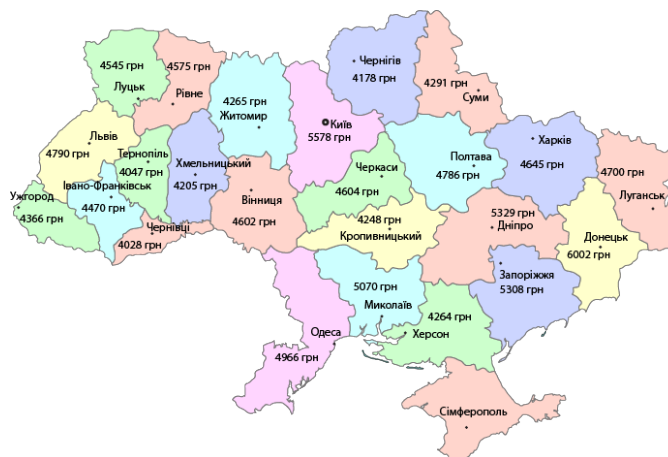 4545 грн
Луцьк
4575 грн
Рівне
4265 грн
Житомир
Київ
5578 грн
Чернігів
4178 грн
4291 грн
Суми
Львів
4790 грн
Тернопіль
4047 грн
Хмельницький
4205 грн
Вінниця
4602 грн
Черкаси
4604 грн
Полтава
4786 грн
Харків
4645 грн
4700 грн
Луганськ
Ужгород
4366 грн
Івано-Франківськ
4470 грн
Чернівці
4028 грн
4248 грн
Кропивницький
5329 грн
Дніпро
Донецьк
6002 грн
Запоріжжя
5308 грн
5070 грн
Миколаїв
4264 грн
Херсон
Одеса
4966 грн
Сімферополь